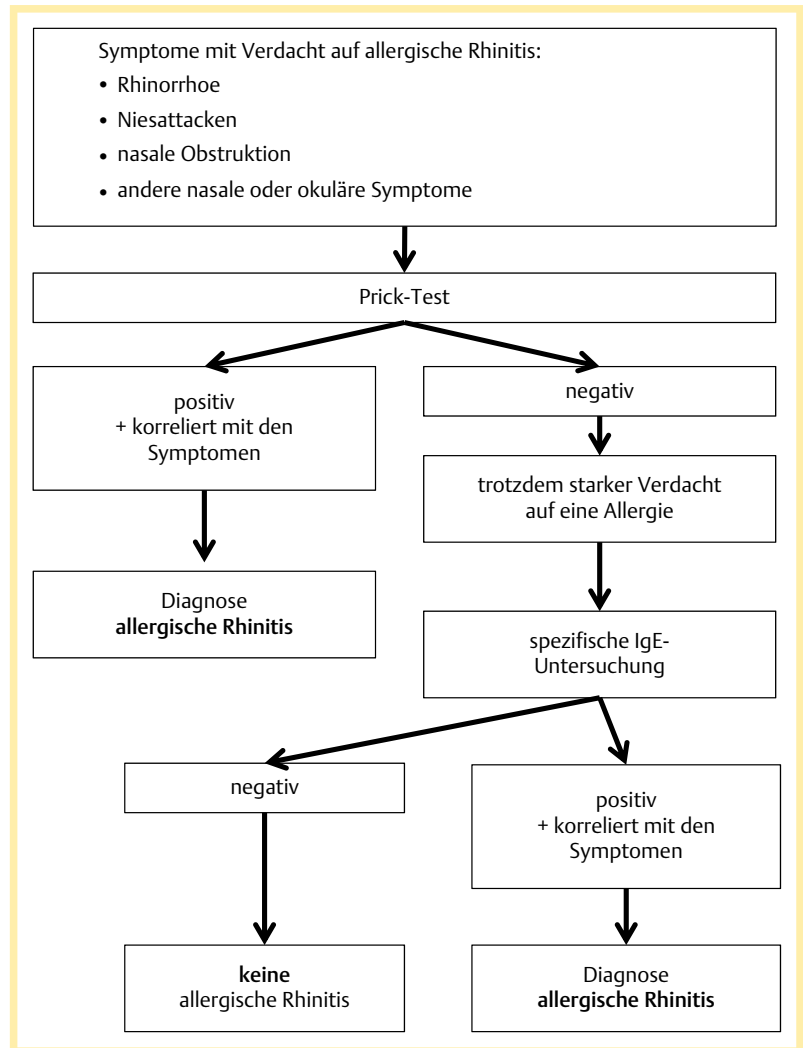 Symptome mit Verdacht auf allergische Rhinitis:
• Rhinorrhoe
• Niesattacken
• nasale Obstruktion
• andere nasale oder okuläre Symptome
Prick-Test
positiv
+ korreliert mit den
Symptomen
negativ
trotzdem starker Verdacht
auf eine Allergie
Diagnose
allergische Rhinitis
spezifische IgE-
Untersuchung
negativ
positiv
+ korreliert mit den
Symptomen
keine
allergische Rhinitis
Diagnose
allergische Rhinitis